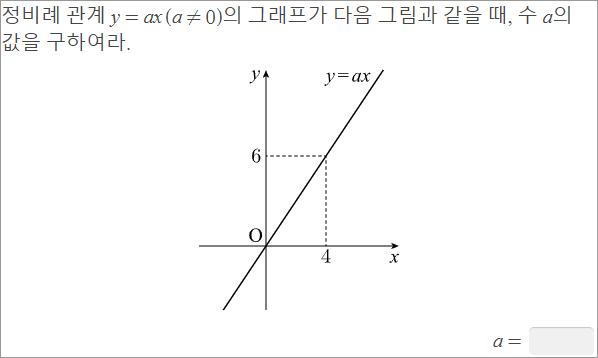 정비례 관계 y = ax (a ≠ 0)의 그래프가 다음 그림과 같을 때, 수 a의
값을 구하여라.
y
y=ax
6
O
4
x
a =